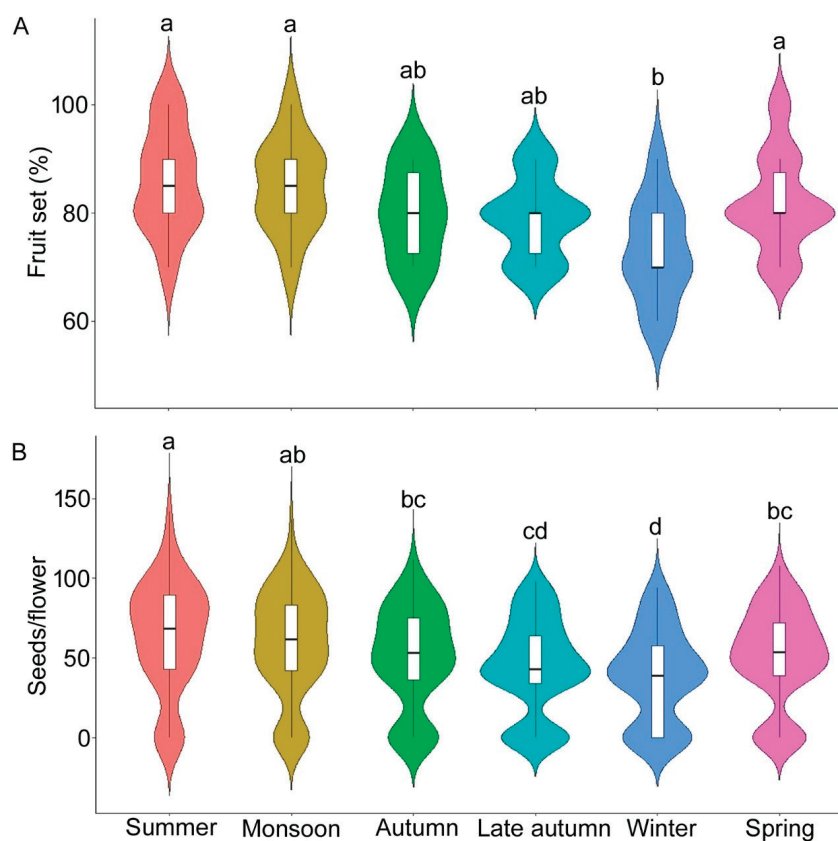 A
a a ab ab b a
Fruit set (%)
100
80
60
B
a ab bc cd d bc
Seeds/flower
150
100
50
0
Summer Monsoon Autumn Late autumn Winter Spring